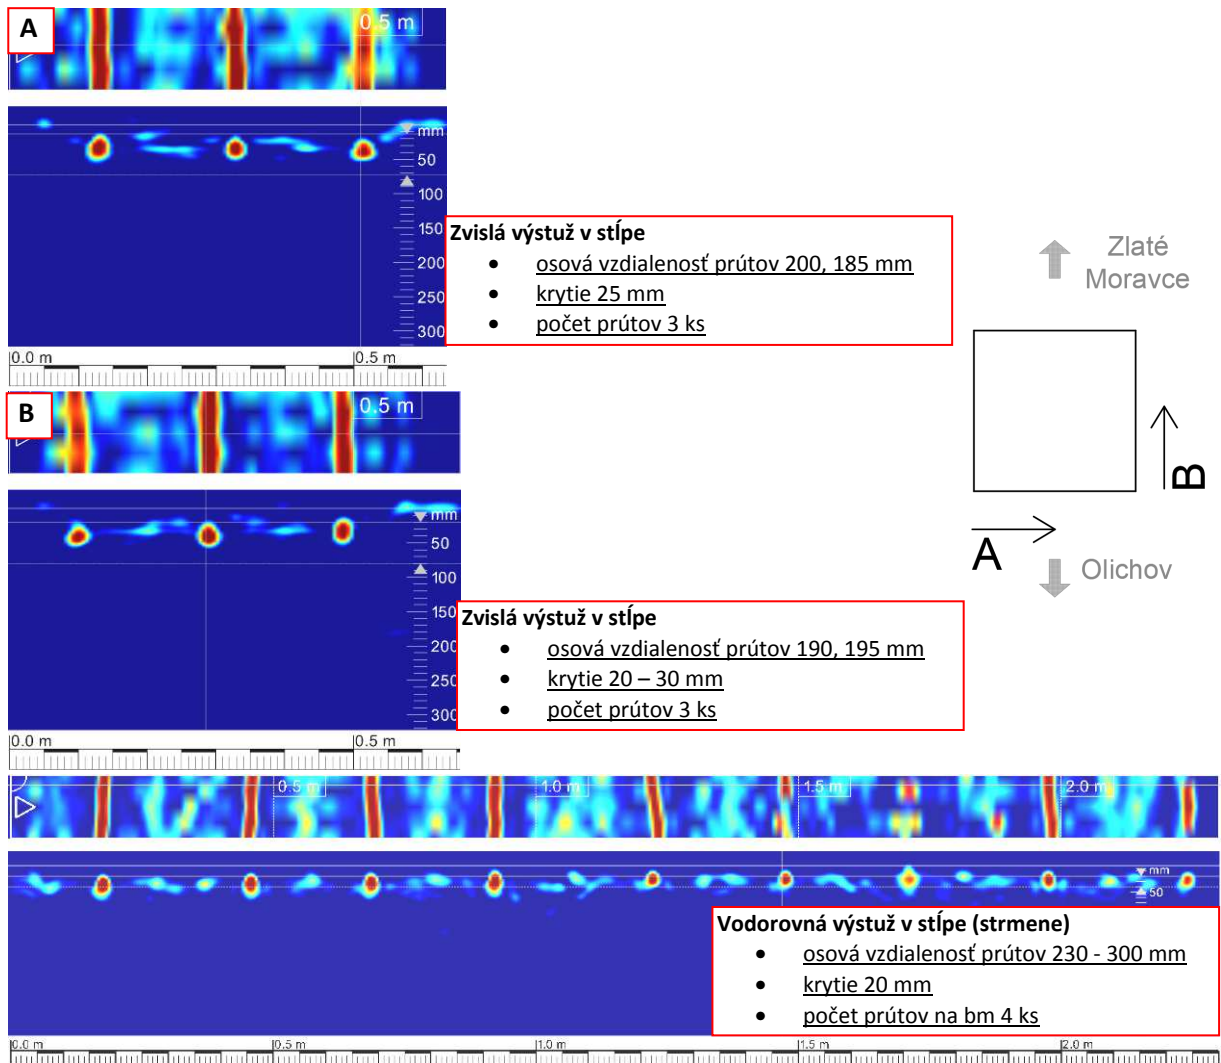 A
0.5 m
mm
50
100
150
200
250
300
0.0 m
0.5 m
Zvislá výstuž v stĺpe
• osová vzdialenosť prútov 200, 185 mm
• krytie 25 mm
• počet prútov 3 ks
Zlaté
Moravce
B
A
Olichov
B
0.5 m
mm
50
100
150
200
250
300
0.0 m
0.5 m
Zvislá výstuž v stĺpe
• osová vzdialenosť prútov 190, 195 mm
• krytie 20 – 30 mm
• počet prútov 3 ks
0.5 m
1.0 m
1.5 m
2.0 m
mm
50
Vodorovná výstuž v stĺpe (strmene)
• osová vzdialenosť prútov 230 - 300 mm
• krytie 20 mm
• počet prútov na bm 4 ks
0.0 m
0.5 m
1.0 m
1.5 m
2.0 m